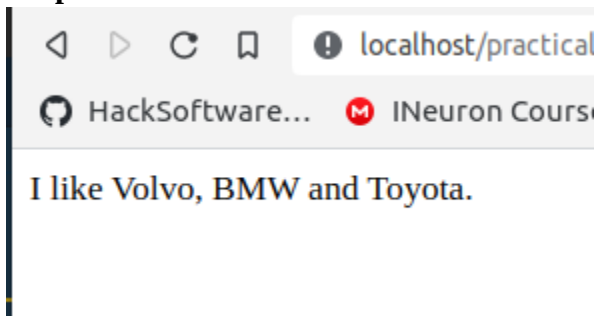 localhost/practical
HackSoftware... INeuron Cours
I like Volvo, BMW and Toyota.